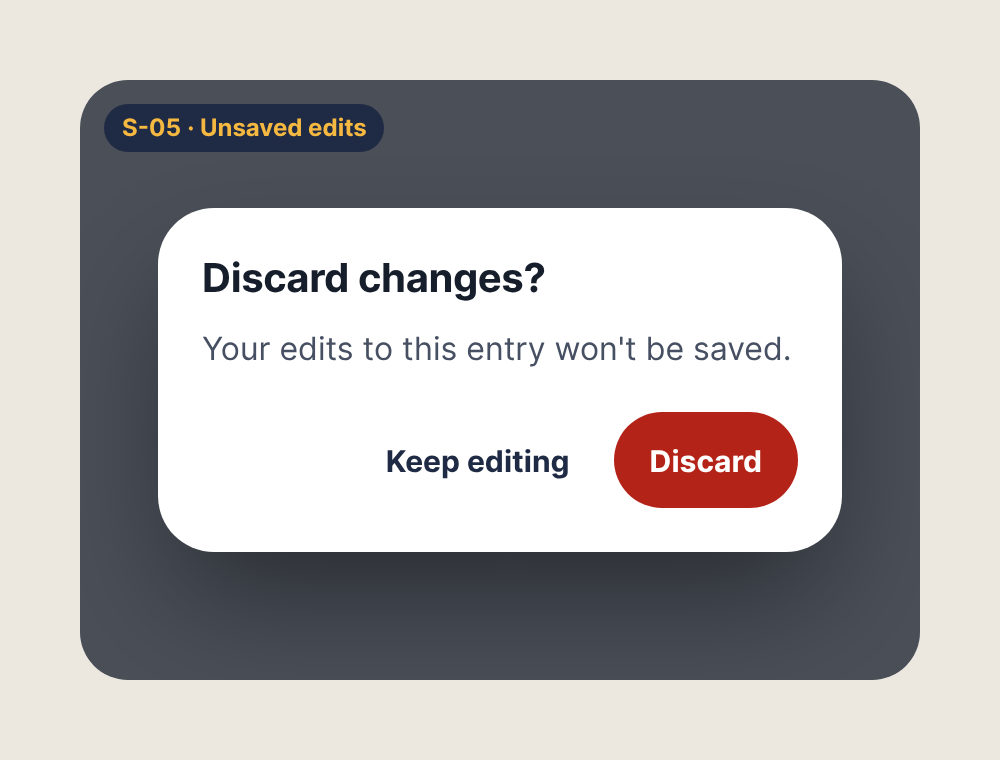 S-05 · Unsaved edits
Discard changes?
Your edits to this entry won't be saved.
Keep editing
Discard